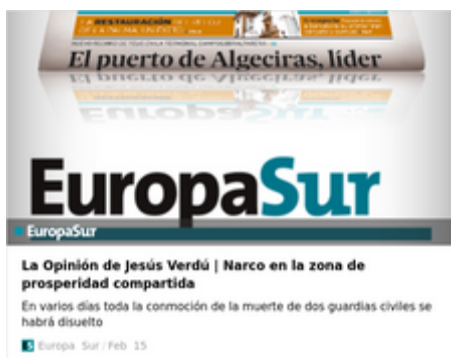 LA RESTAURACIÓN
El puerto de Algeciras, líder
EuropaSur
EuropaSur
La Opinión de Jesús Verdú | Narco en la zona de
prosperidad compartida
En varios días toda la conmoción de la muerte de dos guardias civiles se
habrá disuelto
ES Europa Sur / Feb 15